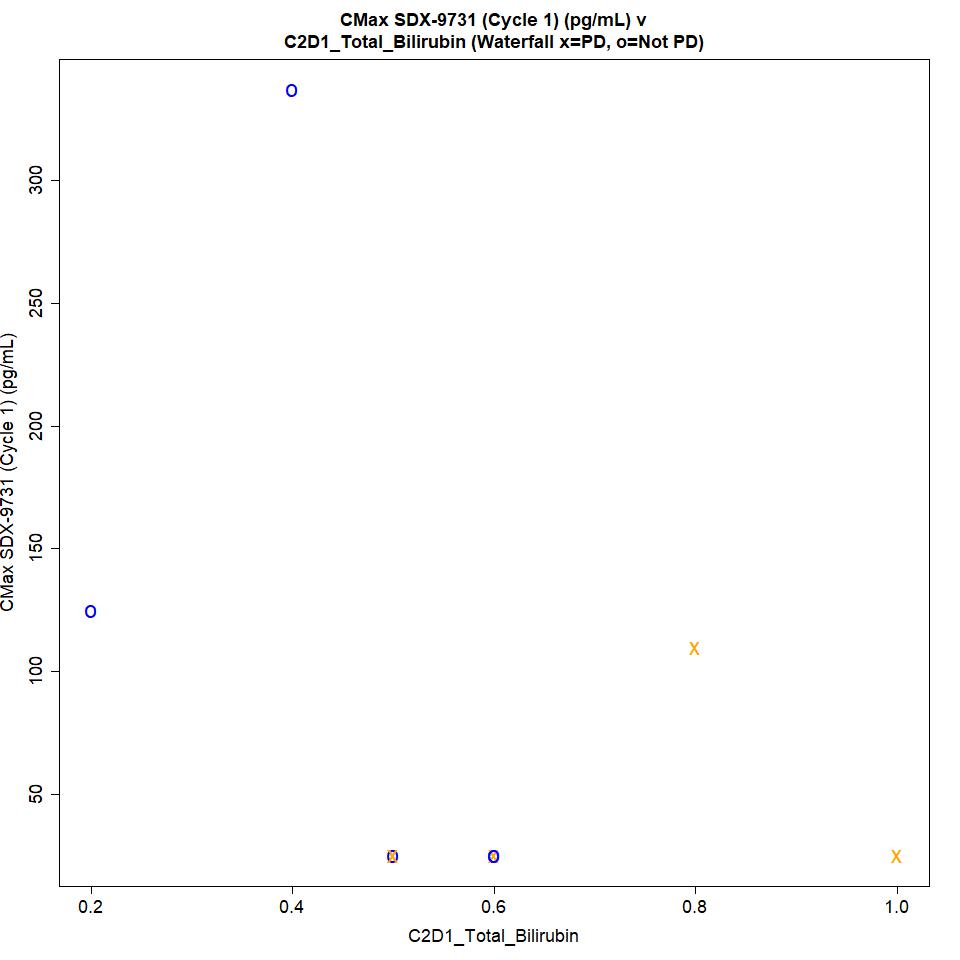 CMax SDX-9731 (Cycle 1) (pg/mL) v
C2D1_Total_Bilirubin (Waterfall x=PD, o=Not PD)
CMax SDX-9731 (Cycle 1) (pg/mL)
300
250
200
150
100
50
O
O
X
X
O
X
O
X
0.2
0.4
0.6
0.8
1.0
C2D1_Total_Bilirubin